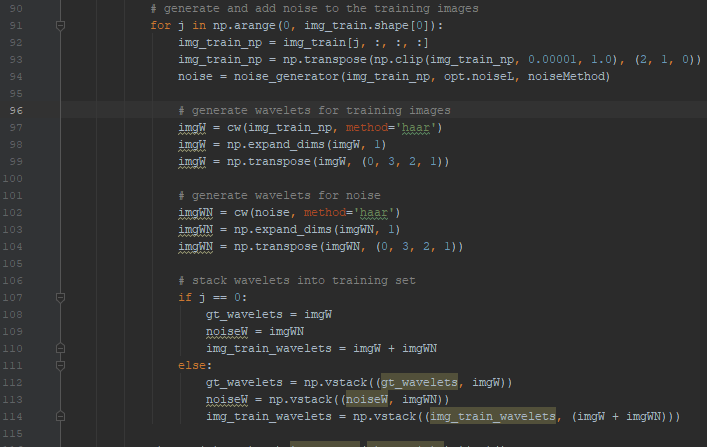 90 # generate and add noise to the training images
91 for j in np.arange(0, img_train.shape[0]):
92 img_train_np = img_train[j, :, :, :]
93 img_train_np = np.transpose(np.clip(img_train_np, 0.00001, 1.0), (2, 1, 0))
94 noise = noise_generator(img_train_np, opt.noiseL, noiseMethod)
95
96 # generate wavelets for training images
97 imgW = cw(img_train_np, method='haar')
98 imgW = np.expand_dims(imgW, 1)
99 imgW = np.transpose(imgW, (0, 3, 2, 1))
100
101 # generate wavelets for noise
102 imgWN = cw(noise, method='haar')
103 imgWN = np.expand_dims(imgWN, 1)
104 imgWN = np.transpose(imgWN, (0, 3, 2, 1))
105
106 # stack wavelets into training set
107 if j == 0:
108 gt_wavelets = imgW
109 noiseW = imgWN
110 img_train_wavelets = imgW + imgWN
111 else:
112 gt_wavelets = np.vstack((gt_wavelets, imgW))
113 noiseW = np.vstack((noiseW, imgWN))
114 img_train_wavelets = np.vstack((img_train_wavelets, (imgW + imgWN)))
115